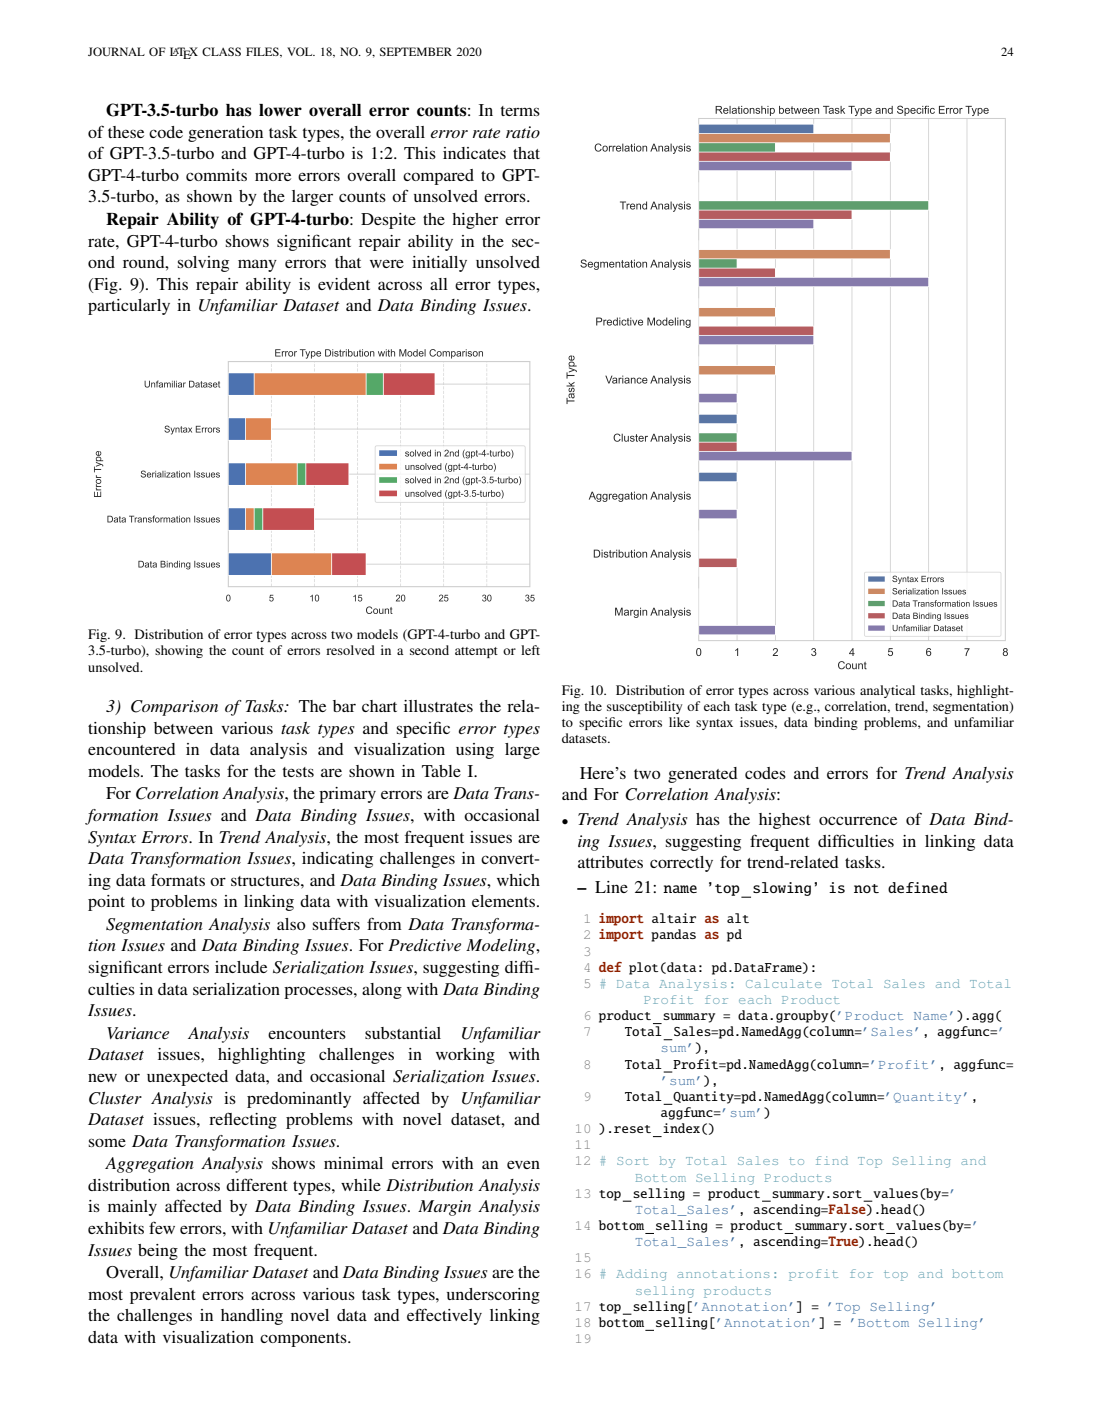 JOURNAL OF LATEX CLASS FILES, VOL. 18, NO. 9, SEPTEMBER 2020
24
GPT-3.5-turbo has lower overall error counts: In terms
of these code generation task types, the overall error rate ratio
of GPT-3.5-turbo and GPT-4-turbo is 1:2. This indicates that
GPT-4-turbo commits more errors overall compared to GPT-
3.5-turbo, as shown by the larger counts of unsolved errors.
Repair Ability of GPT-4-turbo: Despite the higher error
rate, GPT-4-turbo shows significant repair ability in the sec-
ond round, solving many errors that were initially unsolved
(Fig. 9). This repair ability is evident across all error types,
particularly in Unfamiliar Dataset and Data Binding Issues.
Error Type Distribution with Model Comparison
Error Type
Unfamiliar Dataset
Syntax Errors
Serialization Issues
Data Transformation Issues
Data Binding Issues
solved in 2nd (gpt-4-turbo)
unsolved (gpt-4-turbo)
solved in 2nd (gpt-3.5-turbo)
unsolved (gpt-3.5-turbo)
0 5 10 15 20 25 30 35
Count
Fig. 9. Distribution of error types across two models (GPT-4-turbo and GPT-
3.5-turbo), showing the count of errors resolved in a second attempt or left
unsolved.
3) Comparison of Tasks: The bar chart illustrates the rela-
tionship between various task types and specific error types
encountered in data analysis and visualization using large
models. The tasks for the tests are shown in Table I.
For Correlation Analysis, the primary errors are Data Trans-
formation Issues and Data Binding Issues, with occasional
Syntax Errors. In Trend Analysis, the most frequent issues are
Data Transformation Issues, indicating challenges in convert-
ing data formats or structures, and Data Binding Issues, which
point to problems in linking data with visualization elements.
Segmentation Analysis also suffers from Data Transforma-
tion Issues and Data Binding Issues. For Predictive Modeling,
significant errors include Serialization Issues, suggesting diffi-
culties in data serialization processes, along with Data Binding
Issues.
Variance Analysis encounters substantial Unfamiliar
Dataset issues, highlighting challenges in working with
new or unexpected data, and occasional Serialization Issues.
Cluster Analysis is predominantly affected by Unfamiliar
Dataset issues, reflecting problems with novel dataset, and
some Data Transformation Issues.
Aggregation Analysis shows minimal errors with an even
distribution across different types, while Distribution Analysis
is mainly affected by Data Binding Issues. Margin Analysis
exhibits few errors, with Unfamiliar Dataset and Data Binding
Issues being the most frequent.
Overall, Unfamiliar Dataset and Data Binding Issues are the
most prevalent errors across various task types, underscoring
the challenges in handling novel data and effectively linking
data with visualization components.
Relationship between Task Type and Specific Error Type
Task Type
Correlation Analysis
Trend Analysis
Segmentation Analysis
Predictive Modeling
Variance Analysis
Cluster Analysis
Aggregation Analysis
Distribution Analysis
Margin Analysis
Syntax Errors
Serialization Issues
Data Transformation Issues
Data Binding Issues
Unfamiliar Dataset
0 1 2 3 4 5 6 7 8
Count
Fig. 10. Distribution of error types across various analytical tasks, highlight-
ing the susceptibility of each task type (e.g., correlation, trend, segmentation)
to specific errors like syntax issues, data binding problems, and unfamiliar
datasets.
Here's two generated codes and errors for Trend Analysis
and For Correlation Analysis:
• Trend Analysis has the highest occurrence of Data Bind-
ing Issues, suggesting frequent difficulties in linking data
attributes correctly for trend-related tasks.
– Line 21: name 'top_slowing' is not defined
1 import altair as alt
2 import pandas as pd
3
4 def plot(data: pd.DataFrame):
5 # Data Analysis: Calculate Total Sales and Total
Profit for each Product
6 product_summary = data.groupby('Product Name').agg(
7 Total_Sales=pd.NamedAgg(column='Sales', aggfunc='
sum'),
8 Total_Profit=pd.NamedAgg(column='Profit', aggfunc=
'sum'),
9 Total_Quantity=pd.NamedAgg(column='Quantity',
aggfunc='sum')
10 ).reset_index()
11
12 # Sort by Total Sales to find Top Selling and
Bottom Selling Products
13 top_selling = product_summary.sort_values(by='
Total_Sales', ascending=False).head()
14 bottom_selling = product_summary.sort_values(by='
Total_Sales', ascending=True).head()
15
16 # Adding annotations: profit for top and bottom
selling products
17 top_selling['Annotation'] = 'Top Selling'
18 bottom_selling['Annotation'] = 'Bottom Selling'
19